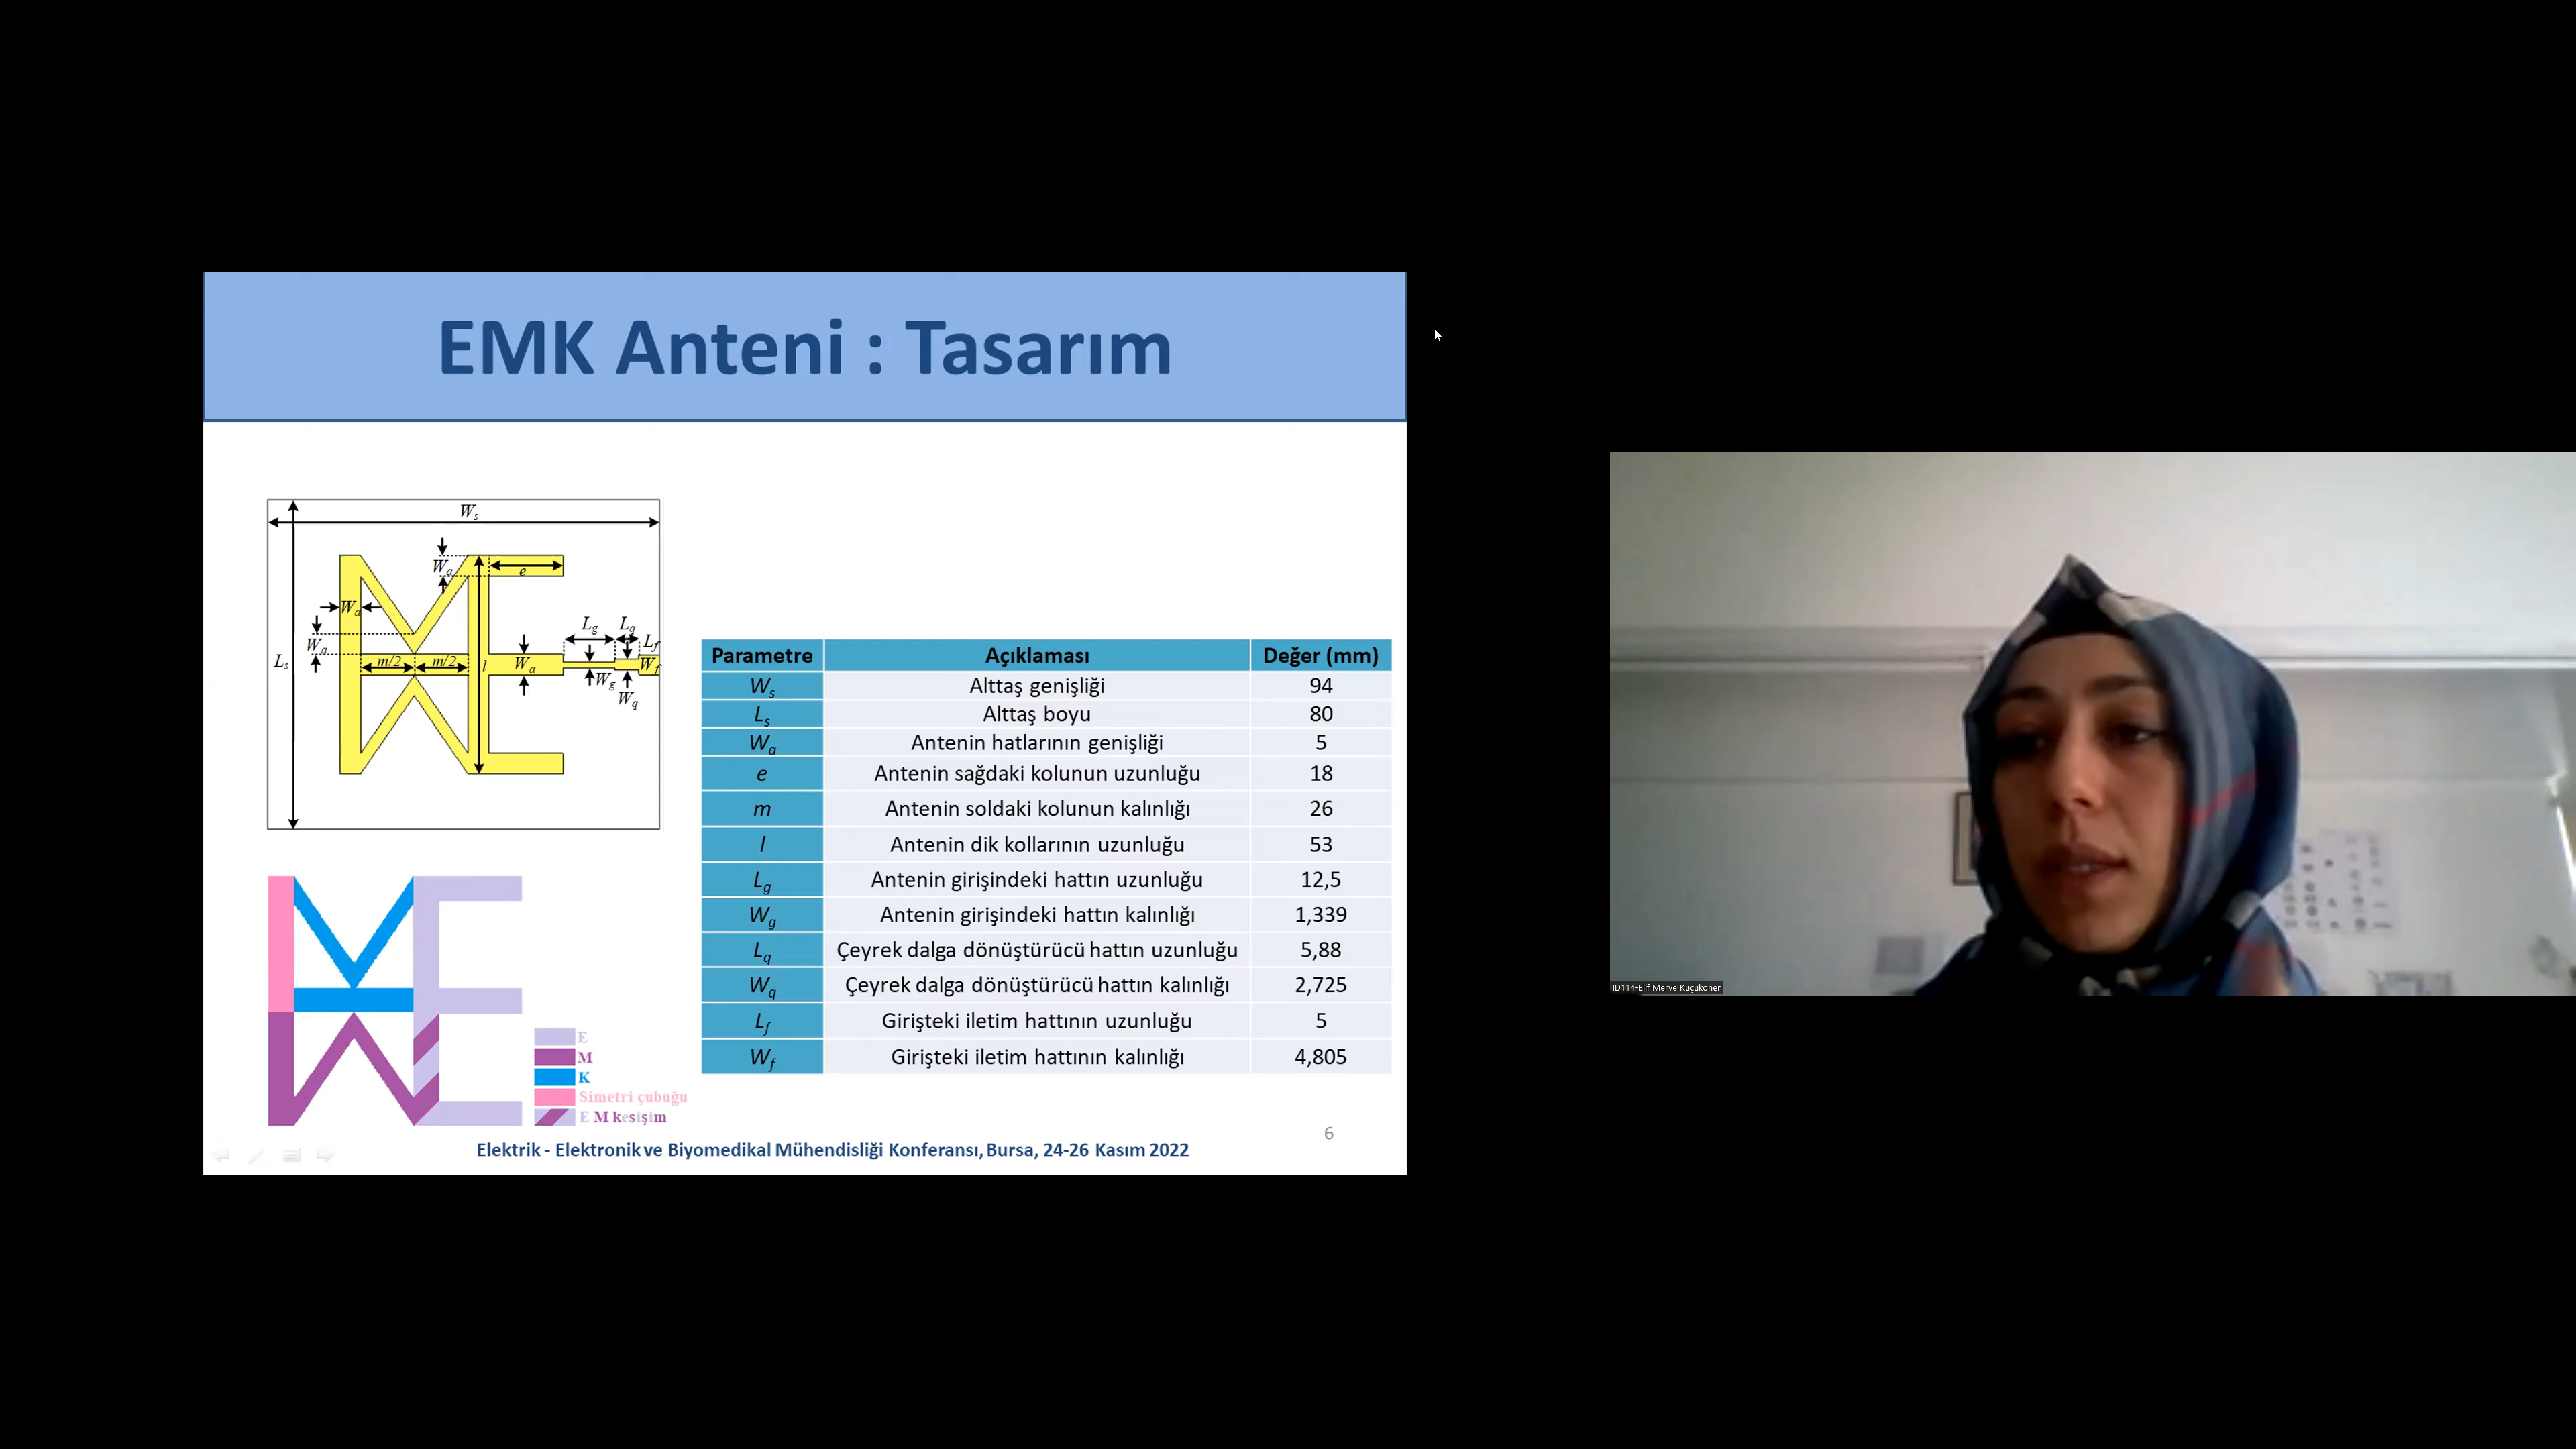 EMK Anteni : Tasarım
Ws
Wa
e
Wa
Wa
Ls
m/2
m/2
l
Wa
Lg
Lq
Lf
Wf
Wg
Wq
Parametre Açıklaması Değer (mm)
Ws Alttaş genişliği 94
Ls Alttaş boyu 80
Wa Antenin hatlarının genişliği 5
e Antenin sağdaki kolunun uzunluğu 18
m Antenin soldaki kolunun kalınlığı 26
l Antenin dik kollarının uzunluğu 53
Lg Antenin girişindeki hattın uzunluğu 12,5
Wg Antenin girişindeki hattın kalınlığı 1,339
Lq Çeyrek dalga dönüştürücü hattın uzunluğu 5,88
Wq Çeyrek dalga dönüştürücü hattın kalınlığı 2,725
Lf Girişteki iletim hattının uzunluğu 5
Wf Girişteki iletim hattının kalınlığı 4,805
E
M
K
Simetri çubuğu
E M kesişim
6
Elektrik - Elektronik ve Biyomedikal Mühendisliği Konferansı, Bursa, 24-26 Kasım 2022
ID114-Elif Merve Küçüköner